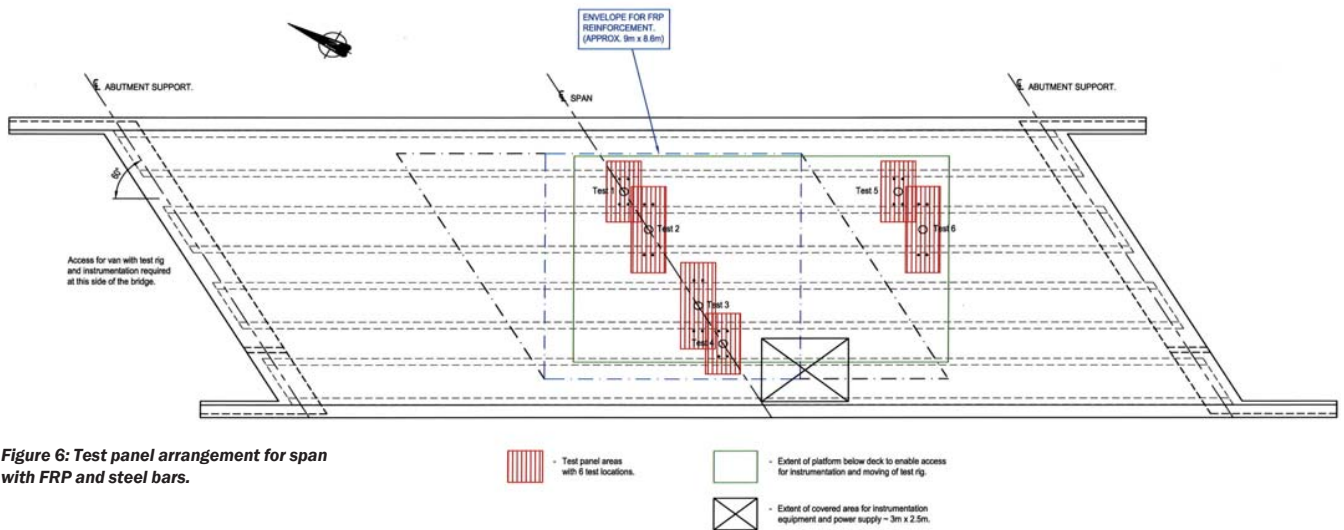 ENVELOPE FOR FRP
REINFORCEMENT.
(APPROX. 9m x 8.6m)
℄ ABUTMENT SUPPORT.
℄ SPAN
℄ ABUTMENT SUPPORT.
60°
Test 1
Test 2
Test 3
Test 4
Test 5
Test 6
Access for van with test rig
and instrumentation required
at this side of the bridge.
Figure 6: Test panel arrangement for span
with FRP and steel bars.
- Test panel areas
with 6 test locations.
- Extent of platform below deck to enable access
for instrumentation and moving of test rig.
- Extent of covered area for instrumentation
equipment and power supply ~ 3m x 2.5m.